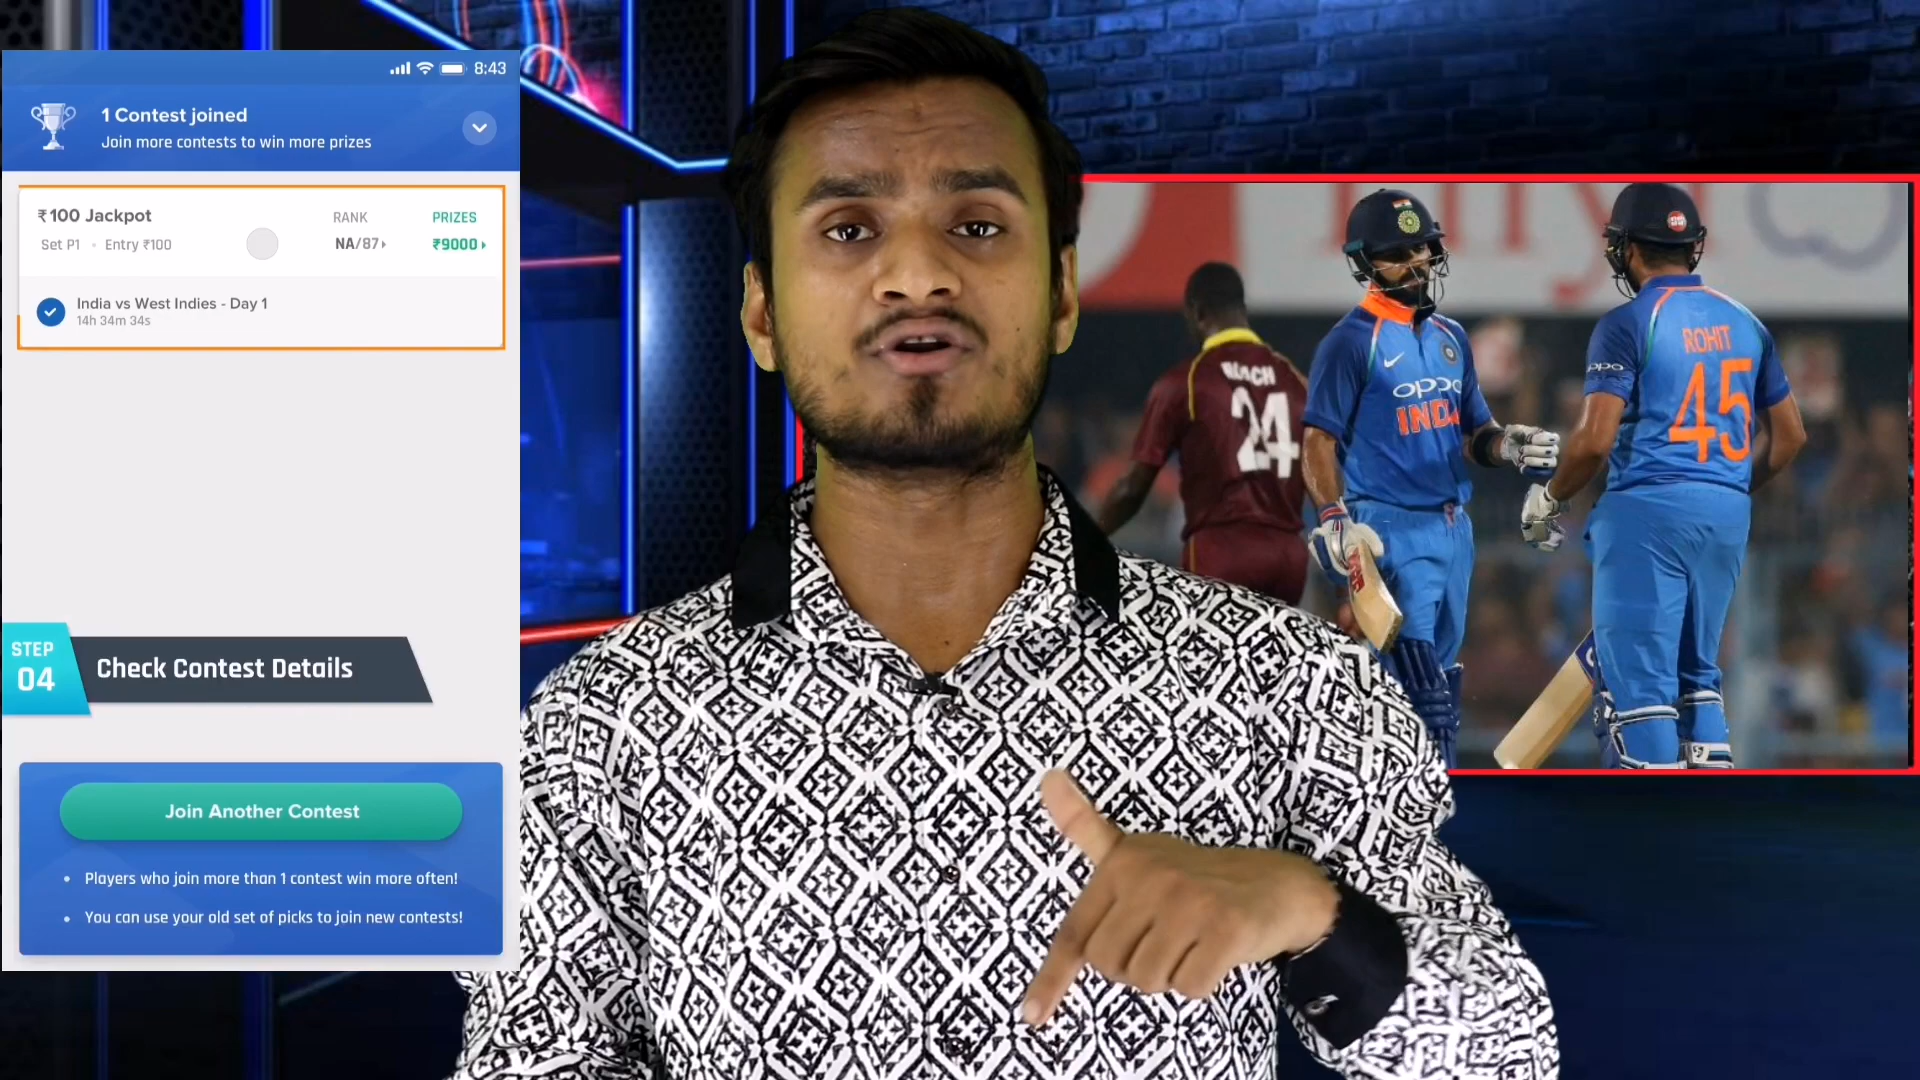 8:43
1 Contest joined
Join more contests to win more prizes
₹100 Jackpot
RANK
PRIZES
Set P1 • Entry ₹100
NA/87
₹9000
India vs West Indies - Day 1
14h 34m 34s
STEP
04
Check Contest Details
Join Another Contest
• Players who join more than 1 contest win more often!
• You can use your old set of picks to join new contests!
24
oppo
INDIA
oppo
ROHIT
45